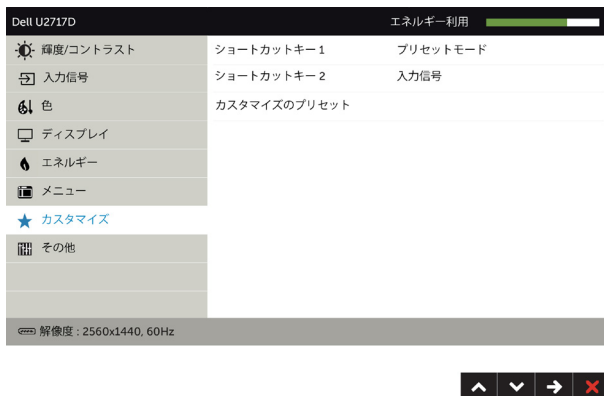 Dell U2717D エネルギー利用
輝度/コントラスト ショートカットキー 1 プリセットモード
入力信号 ショートカットキー 2 入力信号
色 カスタマイズのプリセット
ディスプレイ
エネルギー
メニュー
カスタマイズ
その他
解像度 : 2560x1440, 60Hz